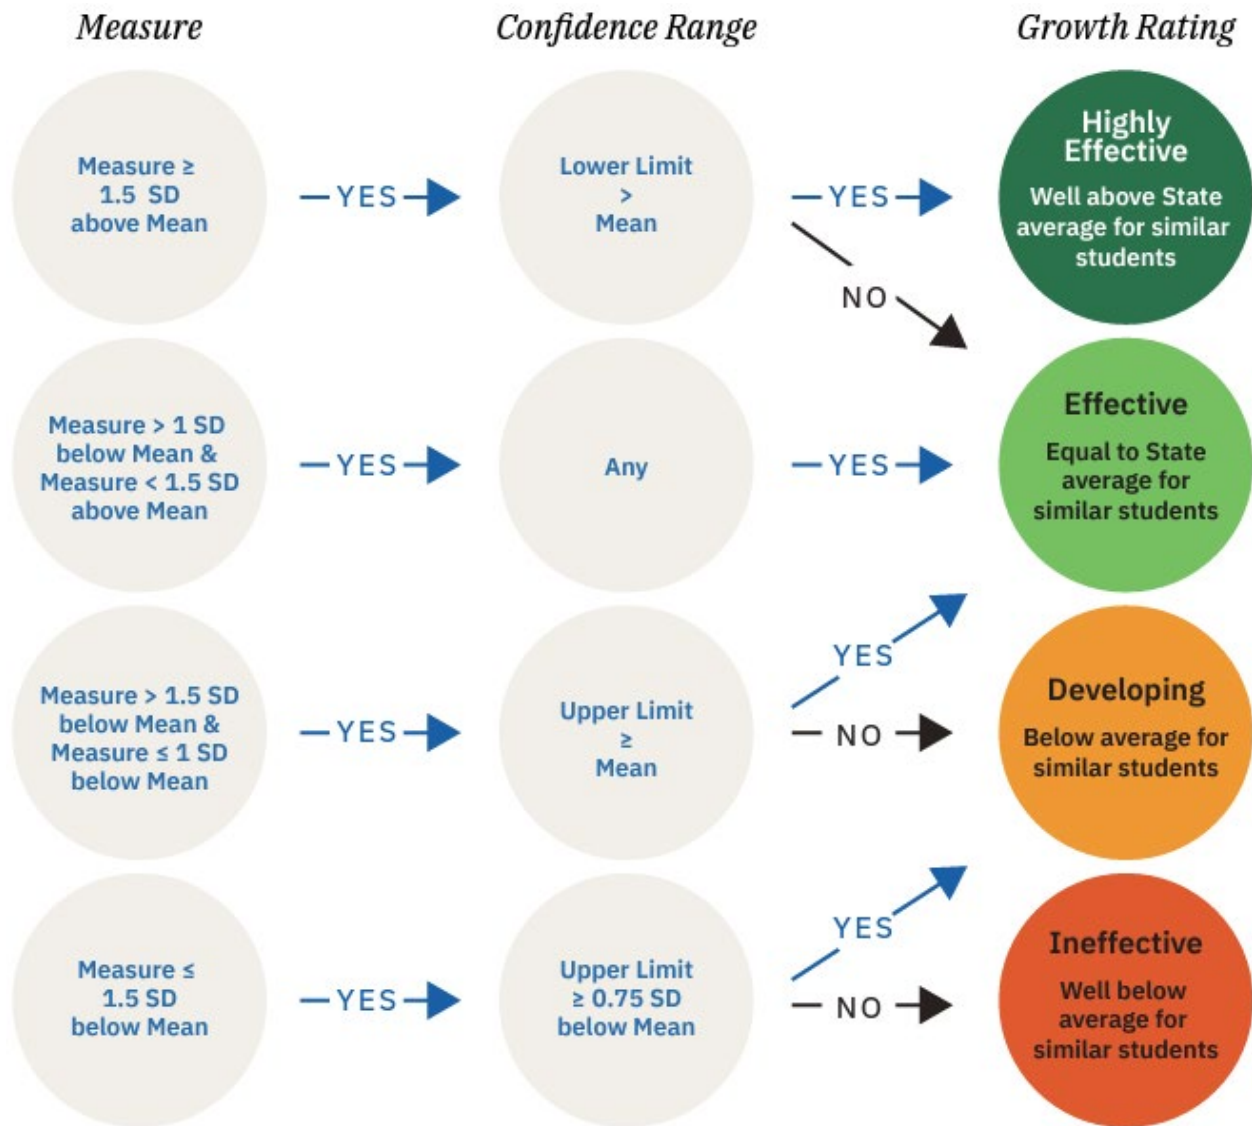 Measure
Confidence Range
Growth Rating
Measure ≥
1.5 SD
above Mean
YES
Lower Limit
>
Mean
YES
NO
Highly
Effective
Well above State
average for similar
students
Measure > 1 SD
below Mean &
Measure < 1.5 SD
above Mean
YES
Any
YES
Effective
Equal to State
average for
similar students
Measure > 1.5 SD
below Mean &
Measure ≤ 1 SD
below Mean
YES
Upper Limit
≥
Mean
YES
NO
Developing
Below average for
similar students
Measure ≤
1.5 SD
below Mean
YES
Upper Limit
≥ 0.75 SD
below Mean
YES
NO
Ineffective
Well below
average for
similar students